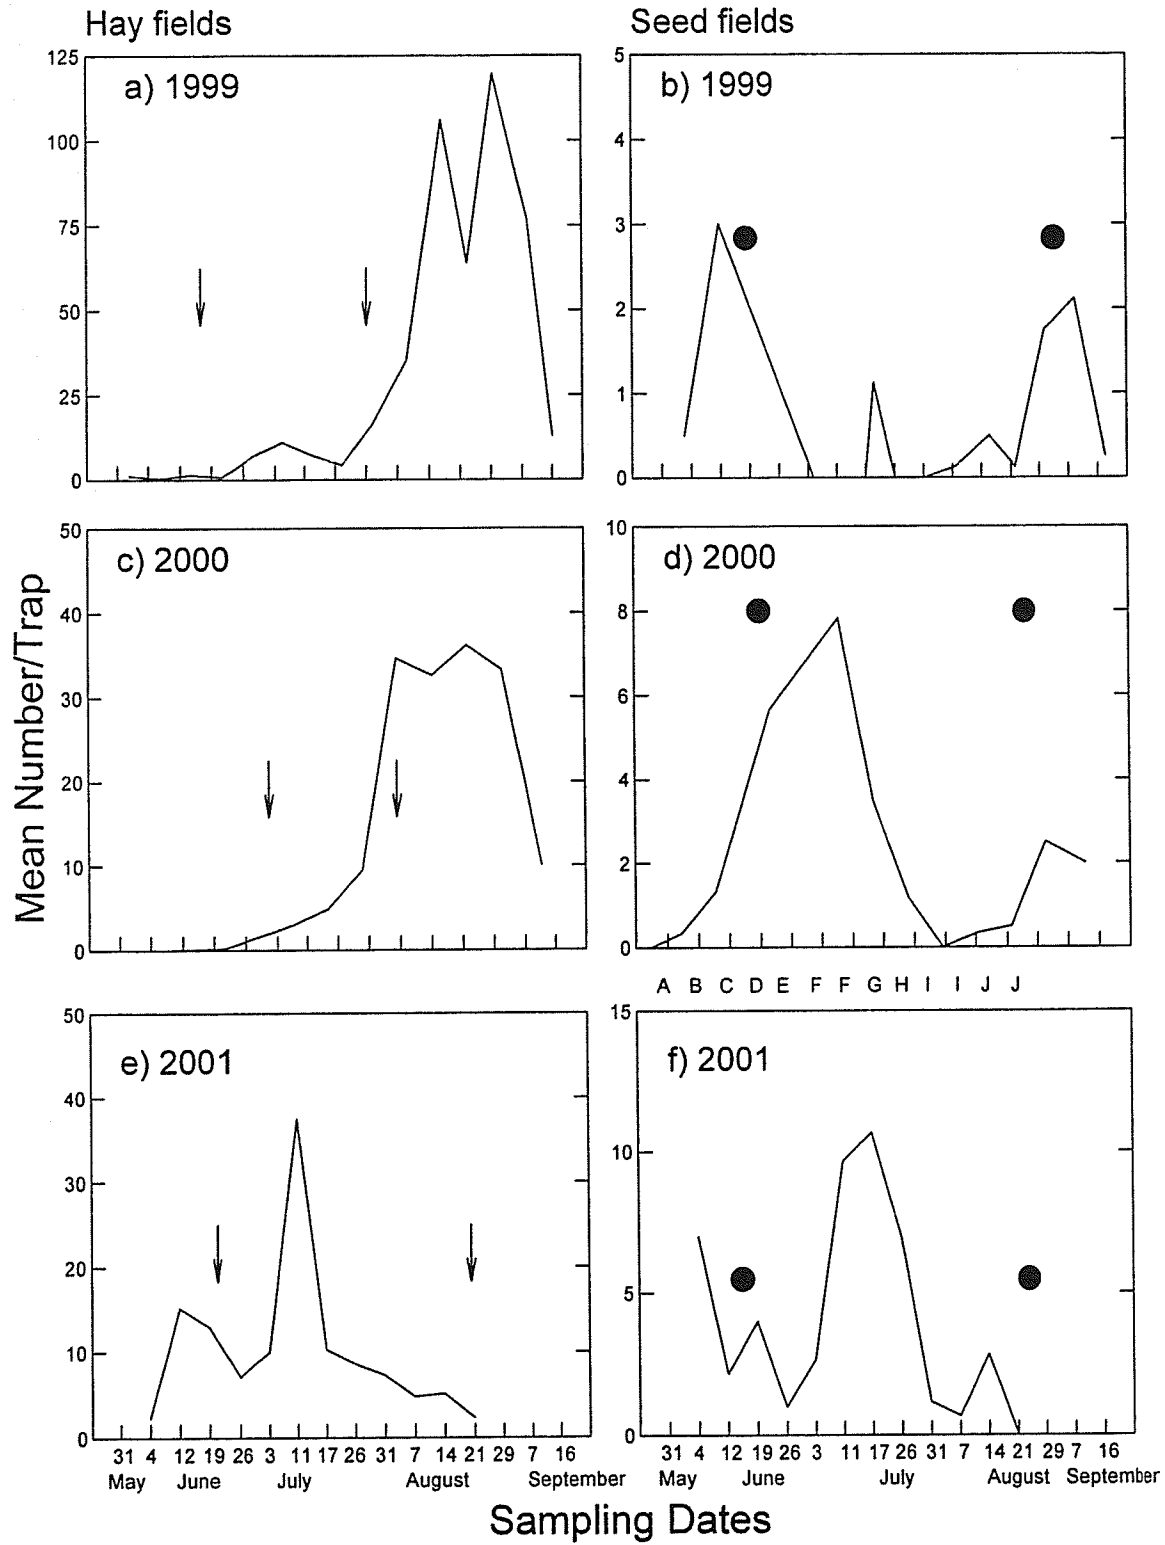 Hay fields
Seed fields
a) 1999
125
100
75
50
25
0
b) 1999
5
4
3
2
1
0
Mean Number/Trap
c) 2000
50
40
30
20
10
0
d) 2000
10
8
6
4
2
0
A B C D E F F G H I I J J
e) 2001
50
40
30
20
10
0
f) 2001
15
10
5
0
31 4 12 19 26 3 11 17 26 31 7 14 21 29 7 16
May June July August September
31 4 12 19 26 3 11 17 26 31 7 14 21 29 7 16
May June July August September
Sampling Dates